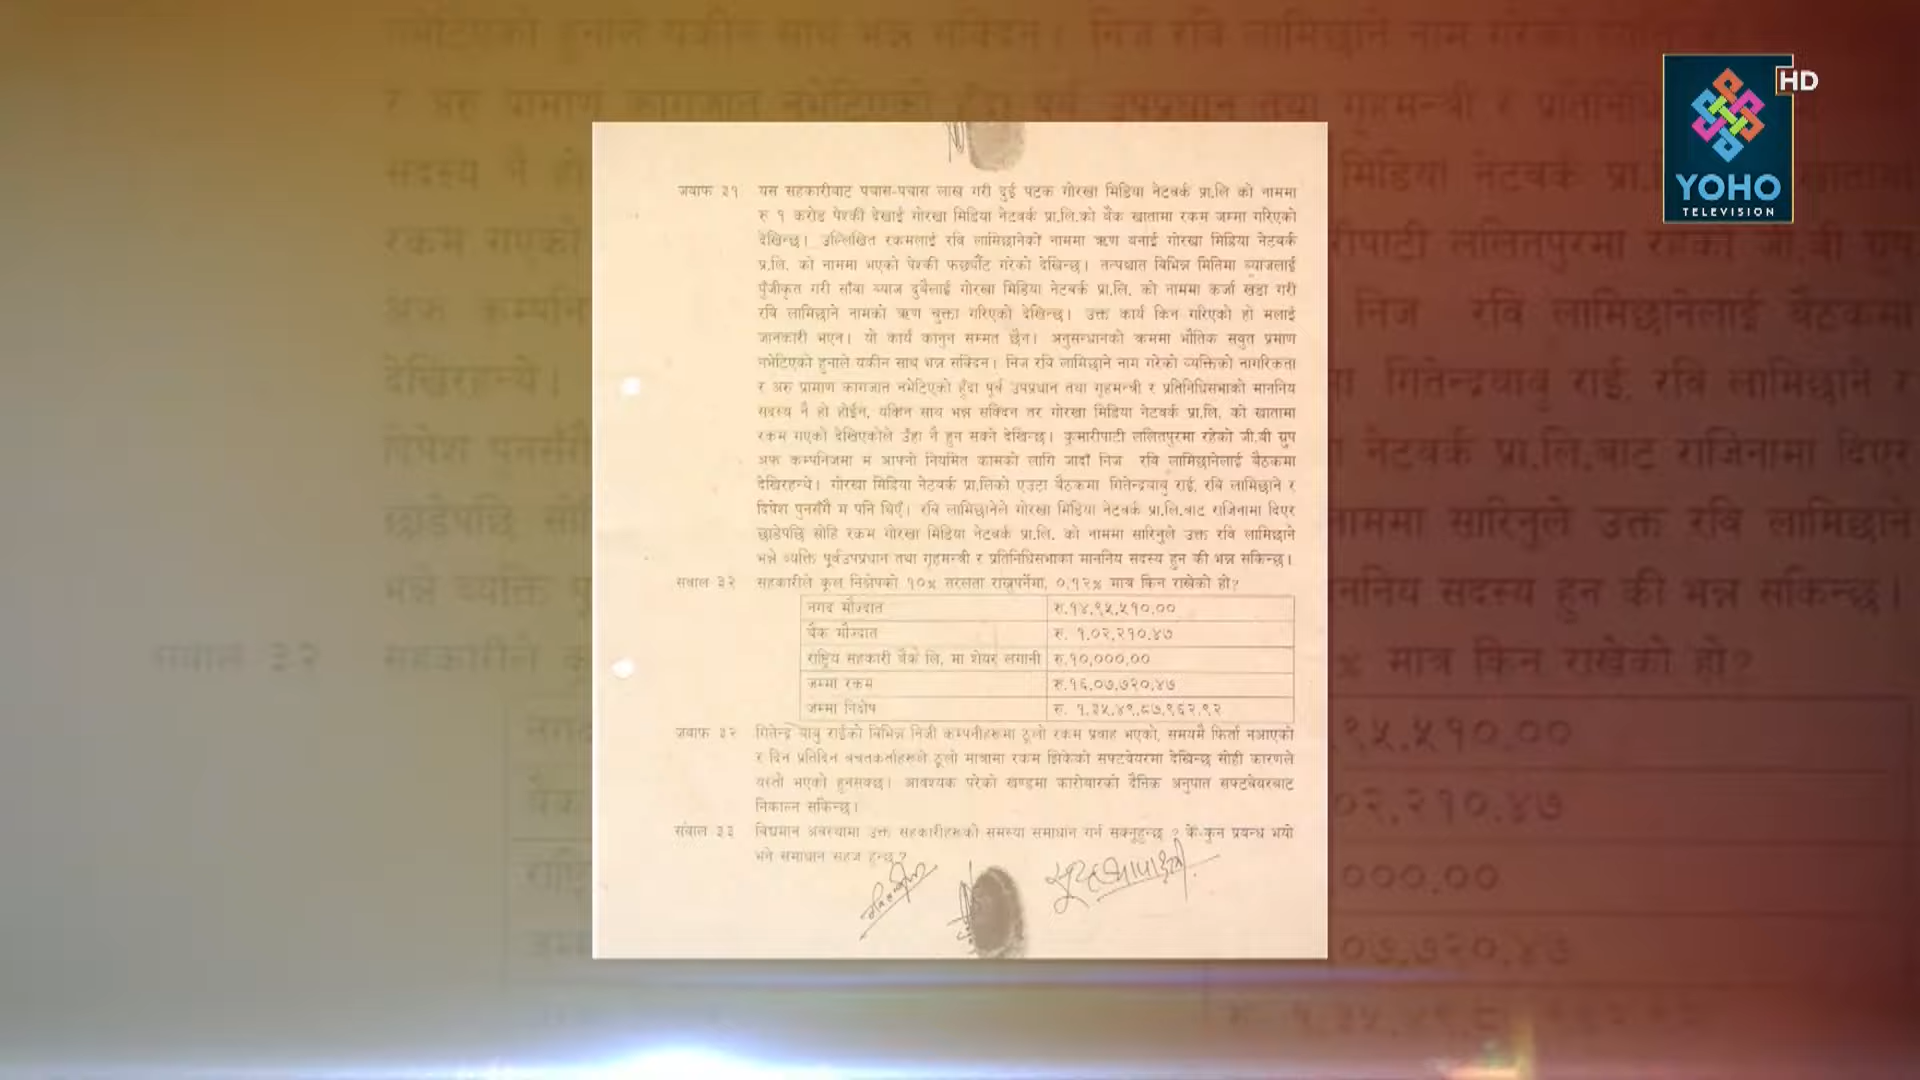 HD
YOHO
TELEVISION
जवाफ ३१ यस सहकारीबाट पचास-पचास लाख गरी दुई पटक गोरखा मिडिया नेटवर्क प्रा.लि को नाममा
रु १ करोड पेश्की देखाई गोरखा मिडिया नेटवर्क प्रा.लि.को बैंक खातामा रकम जम्मा गरिएको
देखिन्छ। उल्लिखित रकमलाई रवि लामिछानेको नाममा ऋण बनाई गोरखा मिडिया नेटवर्क
प्र.लि. को नाममा भएको पेश्की फर्छ्यौट गरेको देखिन्छ। तत्पश्चात बिभिन्न मितिमा ब्याजलाई
पुँजीकृत गरी साँवा ब्याज दुबैलाई गोरखा मिडिया नेटवर्क प्रा.लि. को नाममा कर्जा खडा गरी
रवि लामिछाने नामको ऋण चुक्ता गरिएको देखिन्छ। उक्त कार्य किन गरिएको हो मलाई
जानकारी भएन। यो कार्य कानुन सम्मत छैन। अनुसन्धानको क्रममा भौतिक सबुत प्रमाण
नभेटिएको हुनाले यकीन साथ भन्न सक्दिन। निज रवि लामिछाने नाम गरेको व्यक्तिको नागरिकता
र अरु प्रामाण कागजात नभेटिएको हुँदा पूर्व उपप्रधान तथा गृहमन्त्री र प्रतिनिधिसभाको माननिय
सदस्य नै हो होईन, यकिन साथ भन्न सक्दिन तर गोरखा मिडिया नेटवर्क प्रा.लि. को खातामा
रकम गएको देखिएकोले उँहा नै हुन सक्ने देखिन्छ। कुमारीपाटी ललितपुरमा रहेको जी.बी ग्रुप
अफ कम्पनिजमा म आफ्नो नियमित कामको लागि जादाँ निज रवि लामिछानेलाई बैठकमा
देखिरहन्थे। गोरखा मिडिया नेटवर्क प्रा.लिको एउटा बैठकमा गितेन्द्रबाबु राई, रवि लामिछाने र
दिपेश पुनसँगै म पनि थिएँ। रवि लामिछानेले गोरखा मिडिया नेटवर्क प्रा.लि.बाट राजिनामा दिएर
छाडेपछि सोहि रकम गोरखा मिडिया नेटवर्क प्रा.लि. को नाममा सारिनुले उक्त रवि लामिछाने
भन्ने व्यक्ति पूर्वउपप्रधान तथा गृहमन्त्री र प्रतिनिधिसभाका माननिय सदस्य हुन की भन्न सकिन्छ।
सवाल ३२ सहकारीले कूल निक्षेपको १०% तरलता राख्नुपर्नेमा, ०.१२% मात्र किन राखेको हो?
नगद मौज्दात रु.१४,९५,५१०.००
बैंक मौज्दात रु. १,०२,२१०.४७
राष्ट्रिय सहकारी बैंक लि. मा शेयर लगानी रु.१०,०००.००
जम्मा रकम रु.१६,०७,७२०.४७
जम्मा निक्षेप रु. १,३५,४९,८७,९६२.९२
जवाफ ३२ गितेन्द्र बाबु राईको बिभिन्न निजी कम्पनीहरूमा ठूलो रकम प्रवाह भएको, समयमै फिर्ता नआएको
र दिन प्रतिदिन बचतकर्ताहरूले ठूलो मात्रामा रकम झिकेको सफ्टवेयरमा देखिन्छ सोही कारणले
यस्तो भएको हुनसक्छ। आवश्यक परेको खण्डमा कारोबारको दैनिक अनुपात सफ्टवेयरबाट
निकाल्न सकिन्छ।
सवाल ३३ विद्यमान अवस्थामा उक्त सहकारीहरूको समस्या समाधान गर्न सक्नुहुन्छ ? के-कुन प्रबन्ध भयो
भने समाधान सहज हुन्छ ?